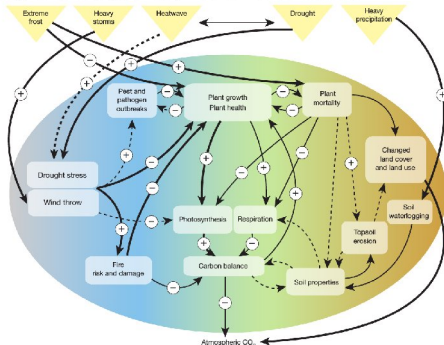 Extreme
frost
Heavy
storms
Heatwave
Drought
Heavy
precipitation
Pest and
pathogen
outbreaks
Plant growth
Plant health
Plant
mortality
Changed
land cover
and land use
Drought stress
Wind throw
Soil
waterlogging
Photosynthesis
Respiration
Topsoil
erosion
Fire
risk and damage
Carbon balance
Soil properties
Atmospheric CO₂